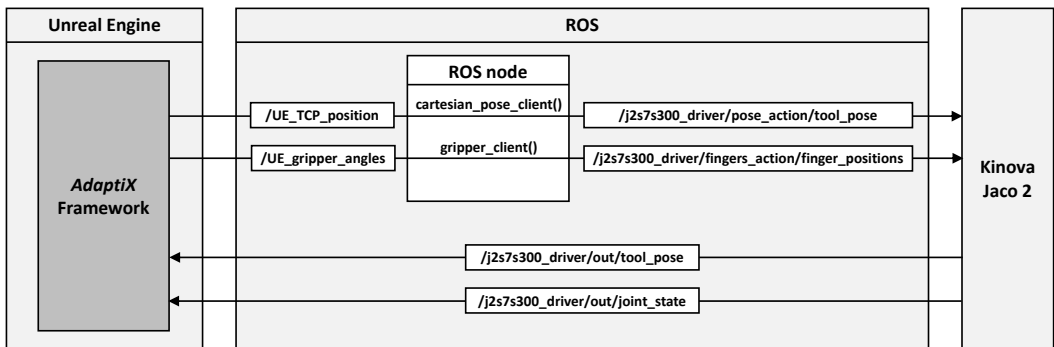 Unreal Engine
ROS
AdaptiX
Framework
ROS node
/UE_TCP_position
cartesian_pose_client()
/j2s7s300_driver/pose_action/tool_pose
/UE_gripper_angles
gripper_client()
/j2s7s300_driver/fingers_action/finger_positions
Kinova
Jaco 2
/j2s7s300_driver/out/tool_pose
/j2s7s300_driver/out/joint_state